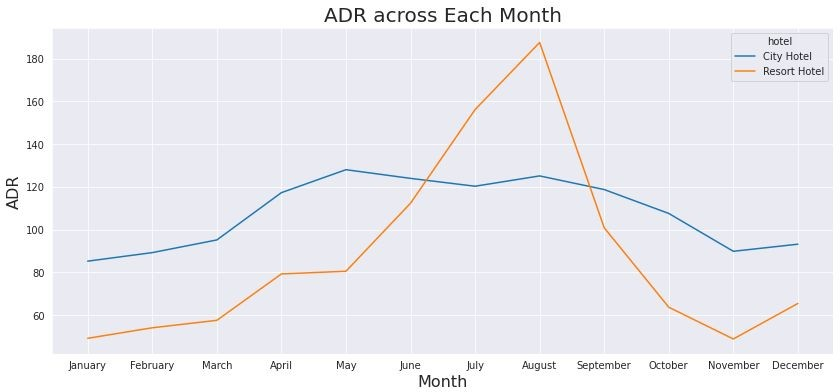 ADR across Each Month
hotel
City Hotel
Resort Hotel
180
160
140
120
100
80
60
ADR
January February March April May June July August September October November December
Month